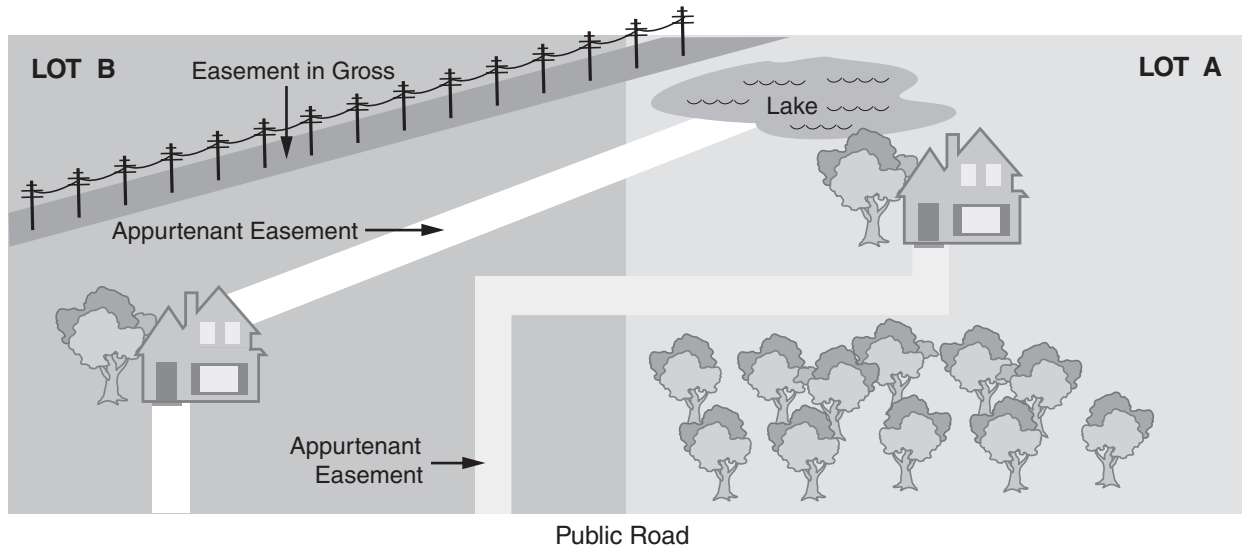 LOT B
Easement in Gross
LOT A
Lake
Appurtenant Easement
Appurtenant
Easement
Public Road